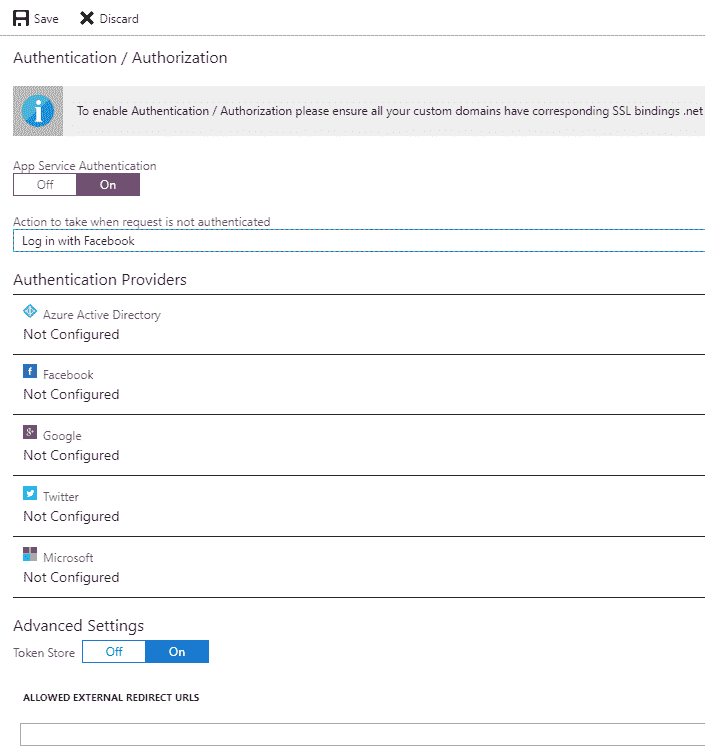 Save Discard
Authentication / Authorization
To enable Authentication / Authorization please ensure all your custom domains have corresponding SSL bindings .net
App Service Authentication
Off On
Action to take when request is not authenticated
Log in with Facebook
Authentication Providers
Azure Active Directory
Not Configured
Facebook
Not Configured
Google
Not Configured
Twitter
Not Configured
Microsoft
Not Configured
Advanced Settings
Token Store Off On
ALLOWED EXTERNAL REDIRECT URLS